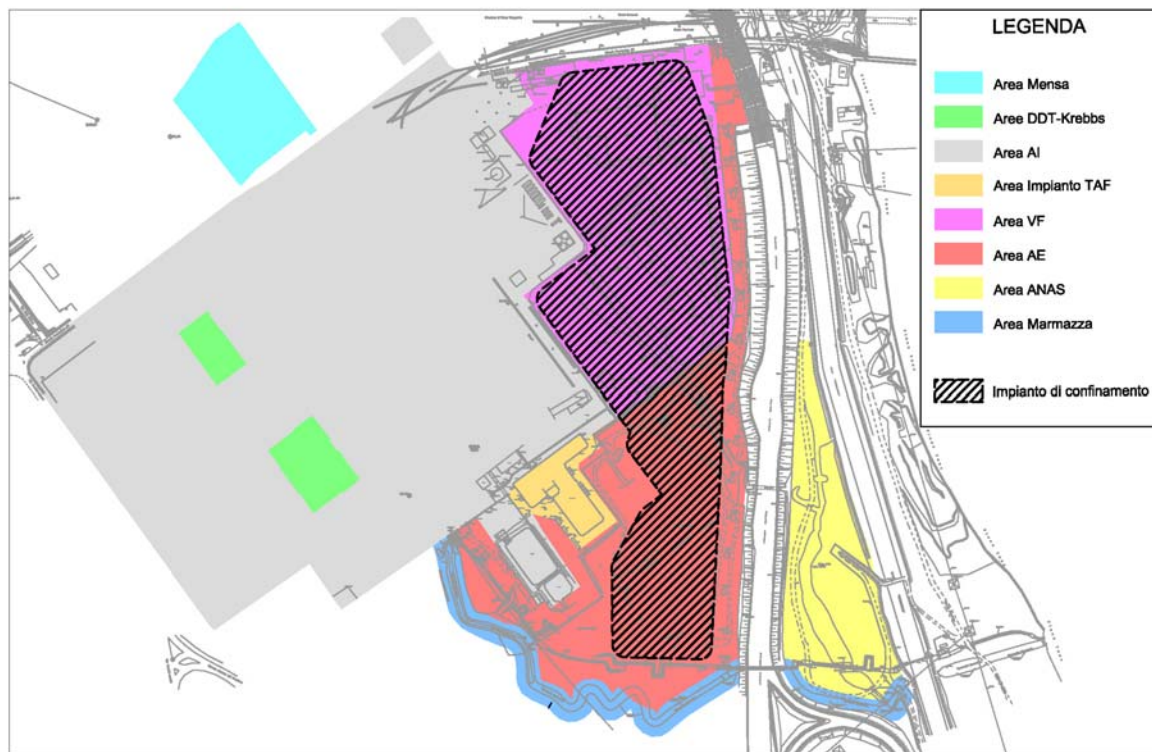 LEGENDA
Area Mensa
Aree DDT-Krebbs
Area AI
Area Impianto TAF
Area VF
Area AE
Area ANAS
Area Marmazza
Impianto di confinamento